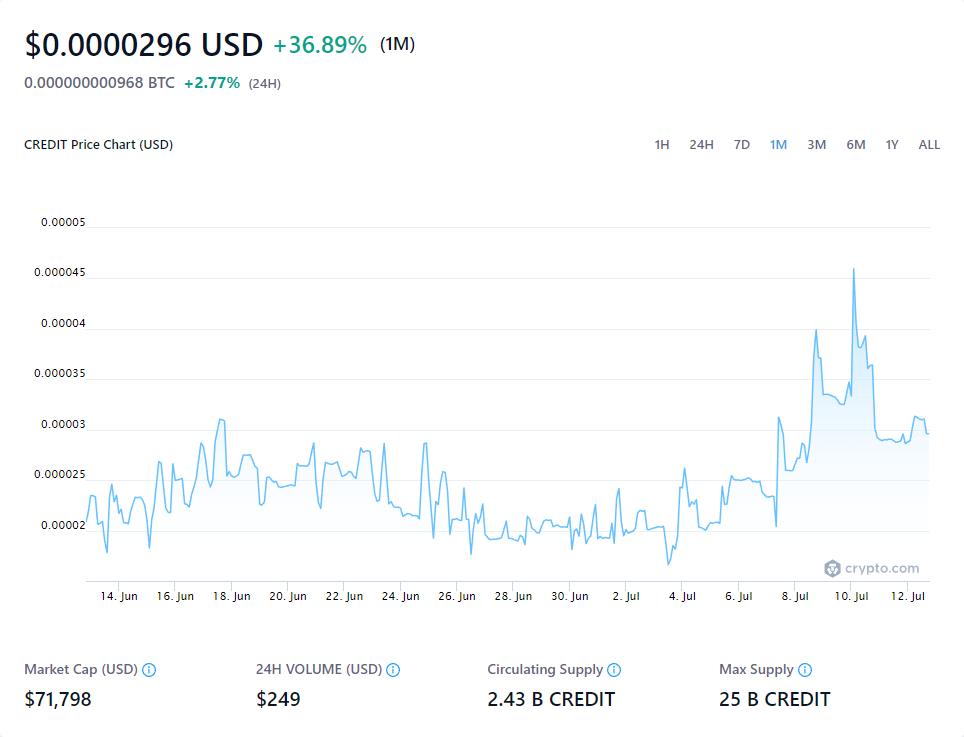 $0.0000296 USD +36.89% (1M)
0.000000000968 BTC +2.77% (24H)
CREDIT Price Chart (USD)
1H 24H 7D 1M 3M 6M 1Y ALL
0.00005
0.000045
0.00004
0.000035
0.00003
0.000025
0.00002
crypto.com
14. Jun 16. Jun 18. Jun 20. Jun 22. Jun 24. Jun 26. Jun 28. Jun 30. Jun 2. Jul 4. Jul 6. Jul 8. Jul 10. Jul 12. Jul
Market Cap (USD) 24H VOLUME (USD) Circulating Supply Max Supply
$71,798 $249 2.43 B CREDIT 25 B CREDIT